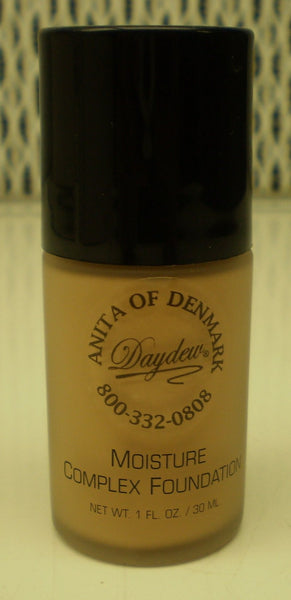 ANITA OF DENMARK
Daydew®
800-332-0808
MOISTURE
COMPLEX FOUNDATION
NET WT. 1 FL. OZ. / 30 ML